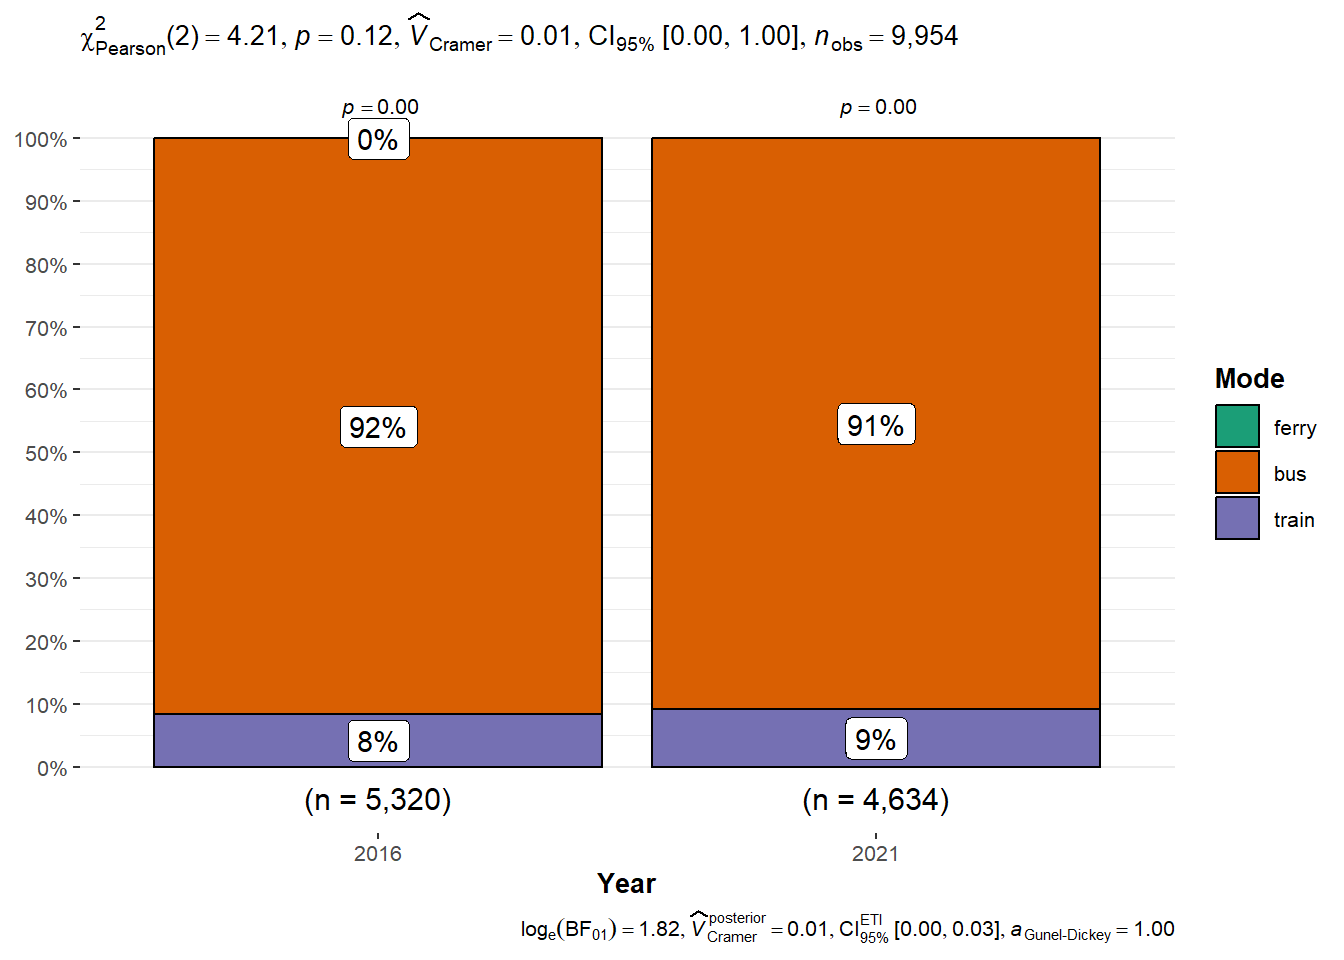 χ²Pearson(2) = 4.21, p = 0.12, V̂Cramer = 0.01, CI95% [0.00, 1.00], nobs = 9,954
p = 0.00 p = 0.00
100%
90%
80%
70%
60%
50%
40%
30%
20%
10%
0%
0%
92%
91%
8%
9%
(n = 5,320) (n = 4,634)
2016 2021
Year
Mode
ferry
bus
train
loge(BF01) = 1.82, V̂Cramer posterior = 0.01, CI95% ETI [0.00, 0.03], aGunel-Dickey = 1.00